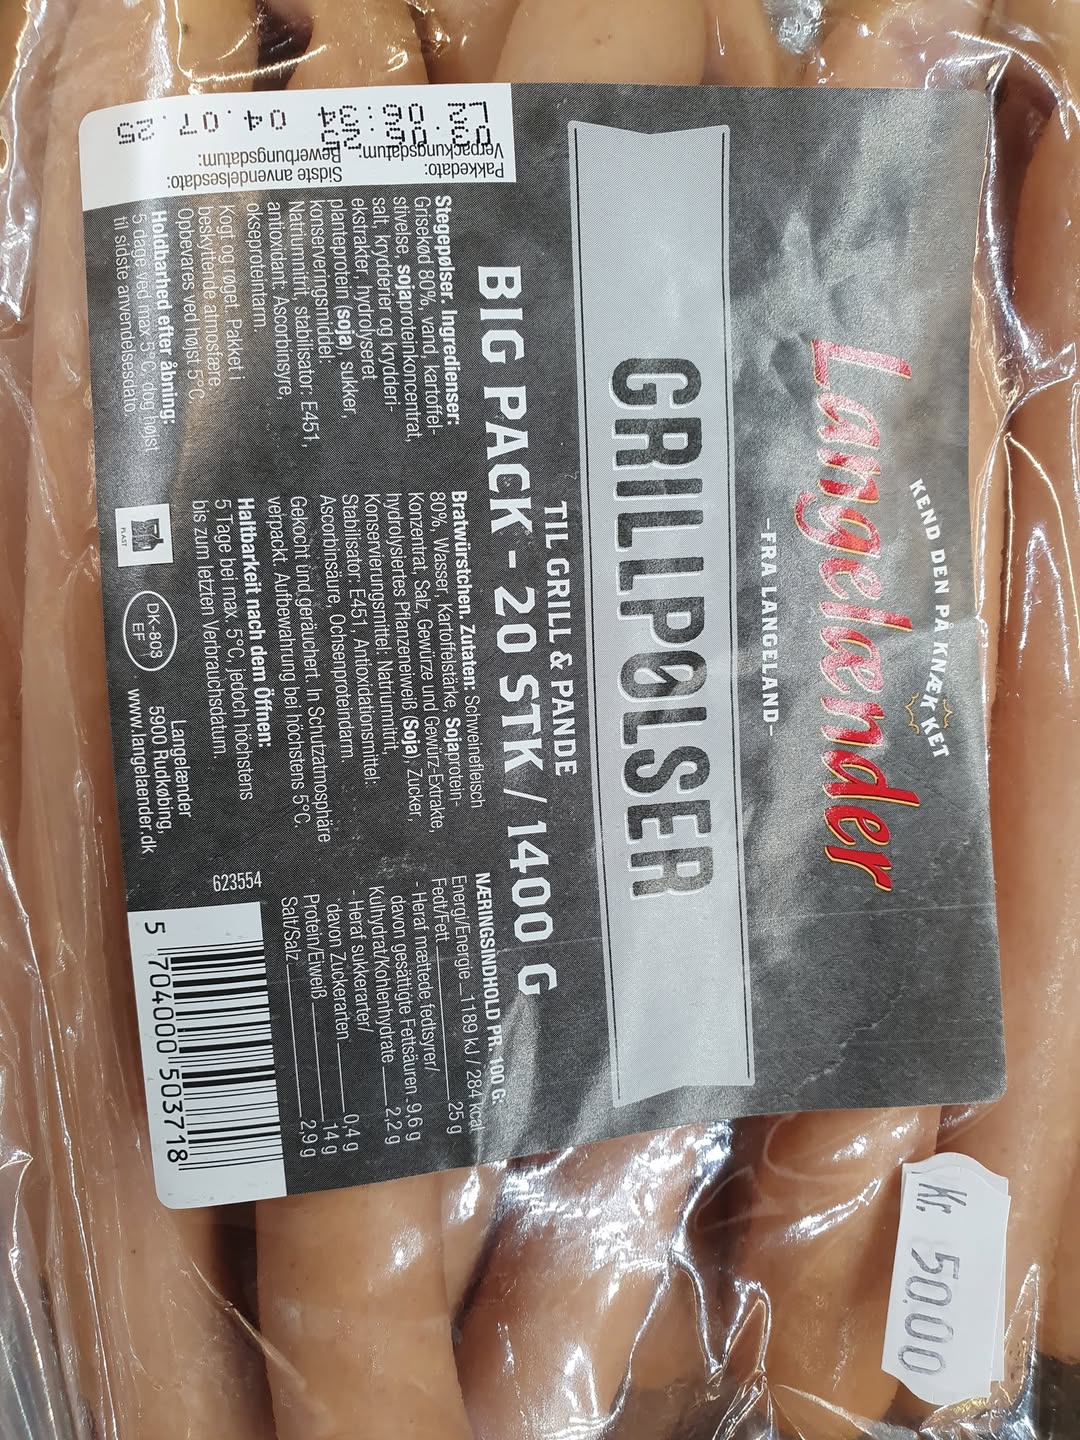 KEND DEN PÅ KNÆKKET
Langelænder
-FRA LANGELAND-
GRILLPØLSER
TIL GRILL & PANDE
BIG PACK - 20 STK / 1400 G
Pakkedato:
Verpackungsdatum:
Sidste anvendelsesdato:
Bewerbungsdatum:
04.07.25
Stegepølser. Ingredienser:
Grisekød 80%, vand, kartoffel-
stivelse, sojaproteinkoncentrat,
salt, krydderier og krydderi-
ekstrakter, hydrolyseret
planteprotein (soja), sukker,
konserveringsmiddel:
Natriumnitrit, stabilisator: E451,
antioxidant: Ascorbinsyre,
okseproteintarm.
Kogt og røget. Pakket i
beskyttende atmosfære.
Opbevares ved højst 5°C
Holdbarhed efter åbning:
5 dage ved max 5°C, dog højst
til sidste anvendelsesdato.
Bratwürstchen. Zutaten: Schweinefleisch
80%, Wasser, Kartoffelstärke, Sojaprotein-
Konzentrat, Salz, Gewürze und Gewürz-Extrakte,
hydrolysiertes Pflanzeneiweiß (Soja), Zucker,
Konservierungsmittel: Natriumnitrit,
Stabilisator: E451, Antioxidationsmittel:
Ascorbinsäure, Ochsenproteindarm.
Gekocht und geräuchert. In Schutzatmosphäre
verpackt. Aufbewahrung bei höchstens 5°C.
Haltbarkeit nach dem Öffnen:
5 Tage bei max. 5°C, jedoch höchstens
bis zum letzten Verbrauchsdatum.
PLAST
DK-803
EF
Langelænder
5900 Rudkøbing,
www.langelaender.dk
NÆRINGSINDHOLD PR. 100 G:
Energi/Energie 1189 kJ / 284 kcal
Fedt/Fett 25 g
- Heraf mættede fedtsyrer/
davon gesättigte Fettsäuren 9,6 g
Kulhydrat/Kohlenhydrate 2,2 g
- Heraf sukkerarter/
davon Zuckerarten 0,4 g
Protein/Eiweiß 14 g
Salt/Salz 2,9 g
623554
5 704000 503718
Kr. 50.00